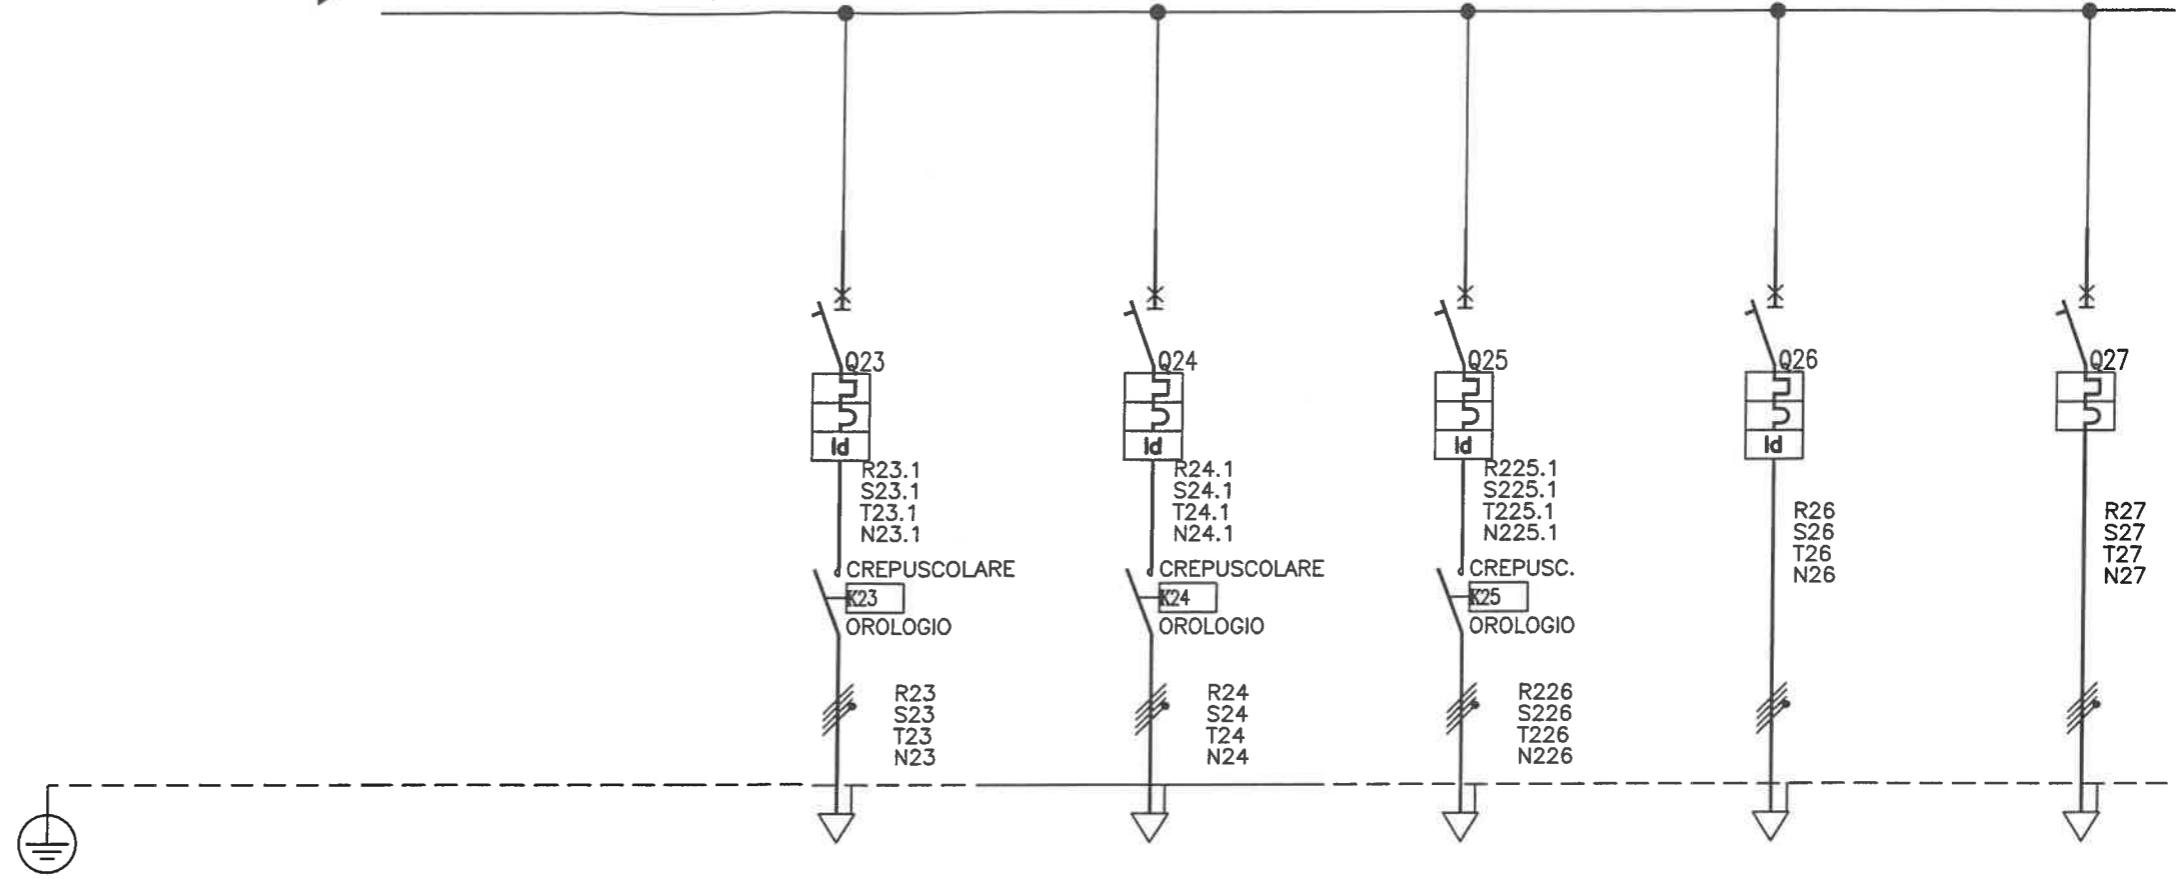 Q23
Id
R23.1
S23.1
T23.1
N23.1
CREPUSCOLARE
K23
OROLOGIO
R23
S23
T23
N23
Q24
Id
R24.1
S24.1
T24.1
N24.1
CREPUSCOLARE
K24
OROLOGIO
R24
S24
T24
N24
Q25
Id
R225.1
S225.1
T225.1
N225.1
CREPUSC.
K25
OROLOGIO
R226
S226
T226
N226
Q26
Id
R26
S26
T26
N26
Q27
R27
S27
T27
N27